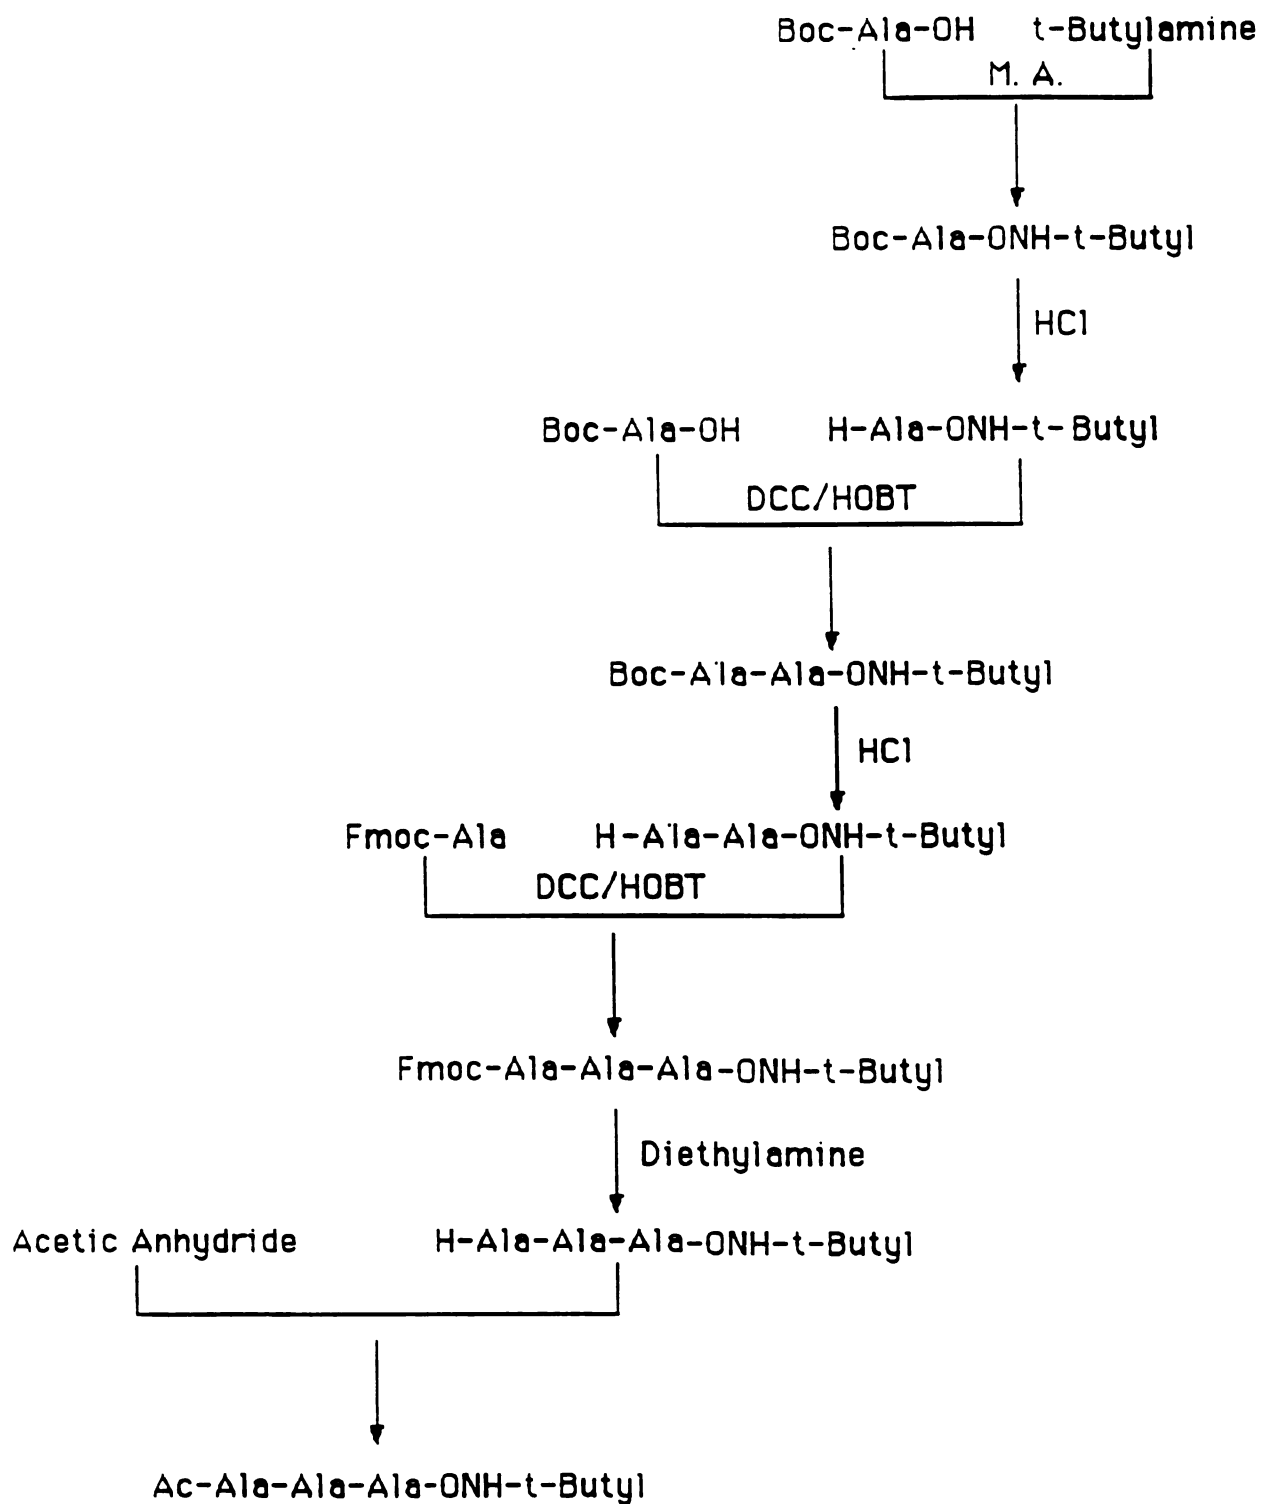 Boc-Ala-OH t-Butylamine
M. A.
Boc-Ala-ONH-t-Butyl
HCl
Boc-Ala-OH H-Ala-ONH-t-Butyl
DCC/HOBT
Boc-Ala-Ala-ONH-t-Butyl
HCl
Fmoc-Ala H-Ala-Ala-ONH-t-Butyl
DCC/HOBT
Fmoc-Ala-Ala-Ala-ONH-t-Butyl
Diethylamine
Acetic Anhydride H-Ala-Ala-Ala-ONH-t-Butyl
Ac-Ala-Ala-Ala-ONH-t-Butyl